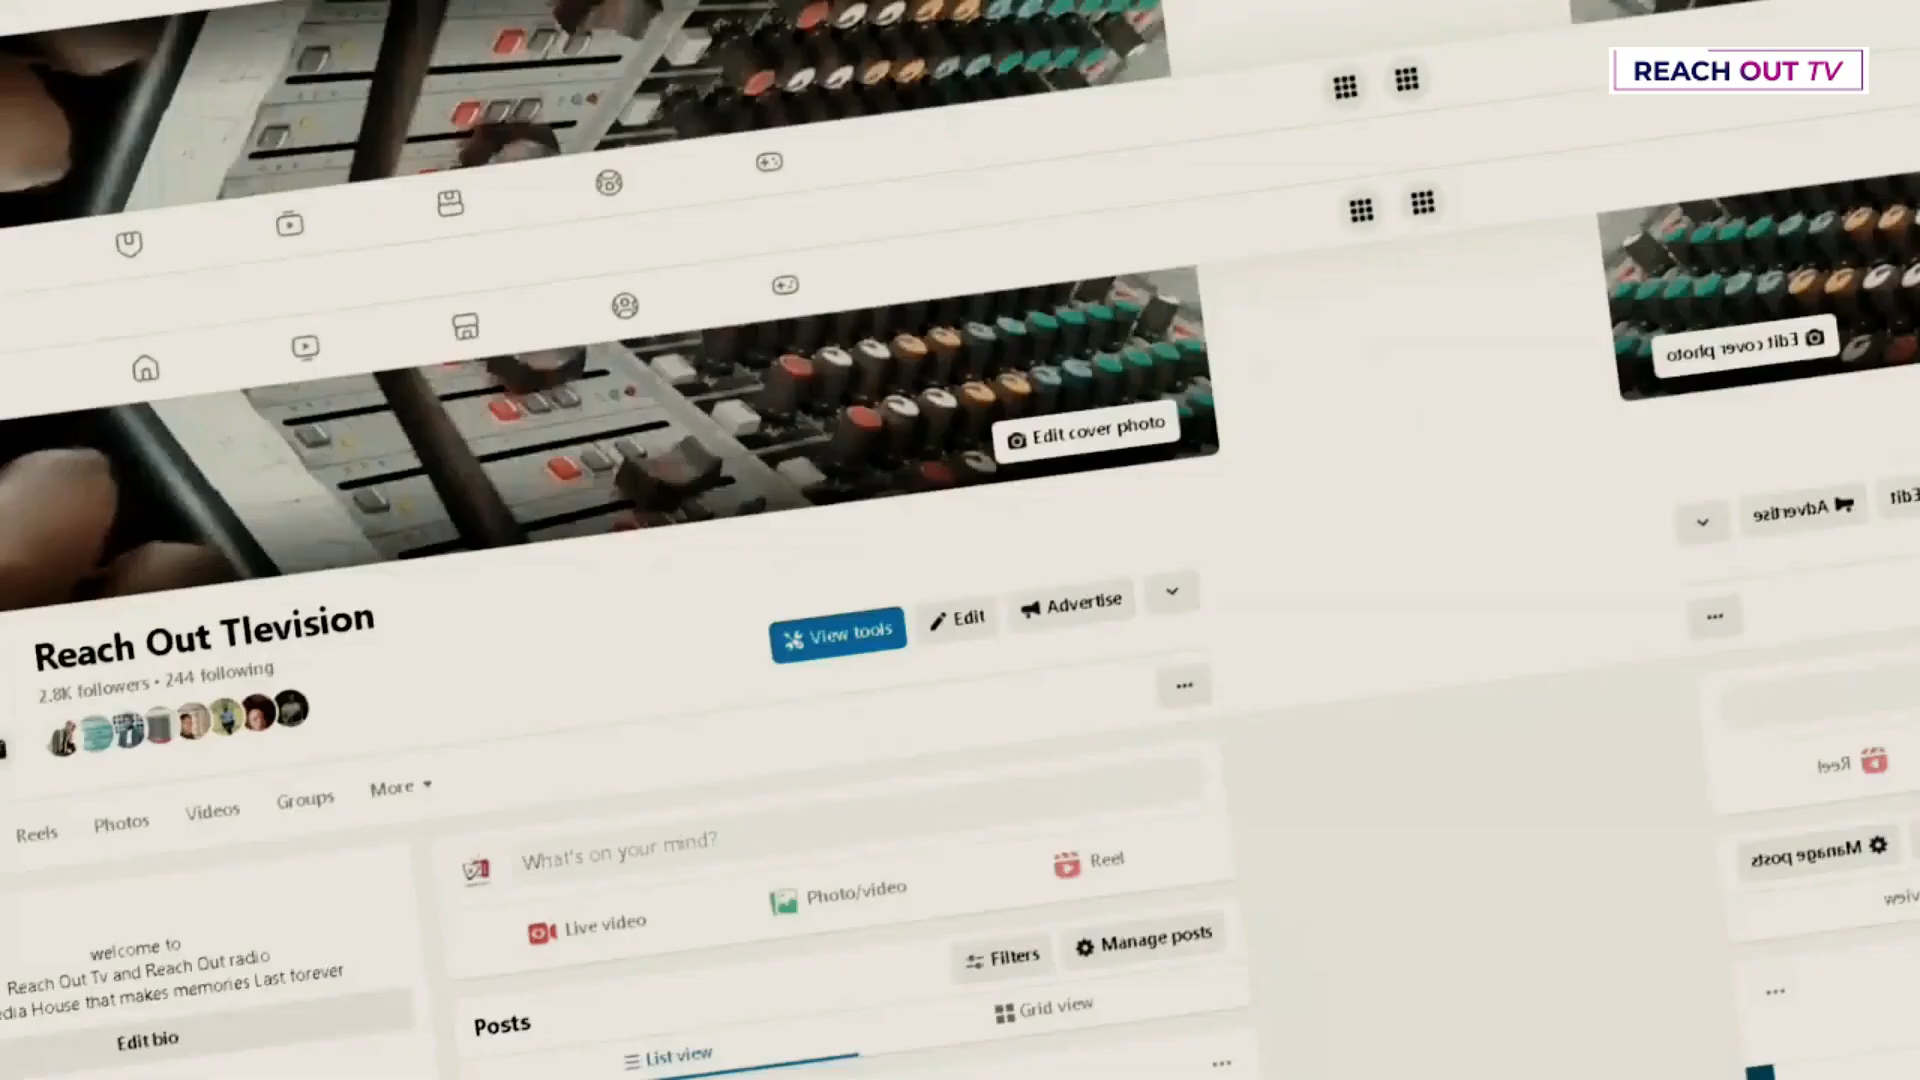 REACH OUT TV
Edit cover photo
Edit cover photo
Reach Out Tlevision
2.8K followers • 244 following
View tools
Edit
Advertise
Advertise
Edit
Reels
Photos
Videos
Groups
More
What's on your mind?
Live video
Photo/video
Reel
Reel
welcome to
Reach Out Tv and Reach Out radio
dia House that makes memories Last forever
Edit bio
Filters
Manage posts
Manage posts
view
Posts
List view
Grid view